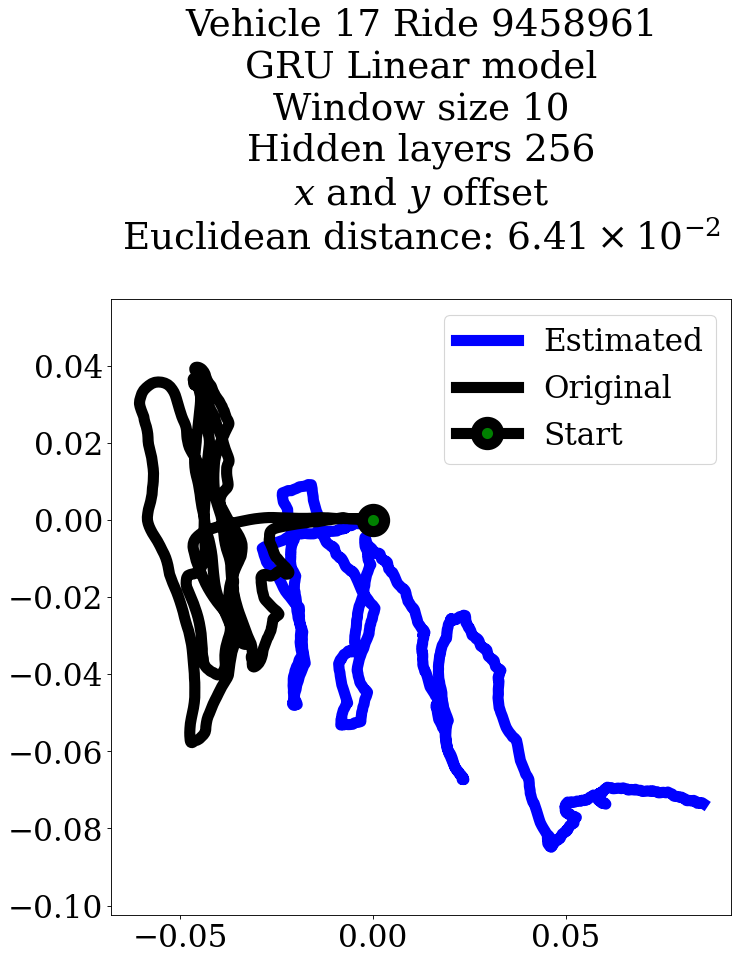 Vehicle 17 Ride 9458961
GRU Linear model
Window size 10
Hidden layers 256
x and y offset
Euclidean distance: 6.41 × 10⁻²
Estimated
Original
Start
0.04
0.02
0.00
−0.02
−0.04
−0.06
−0.08
−0.10
−0.05 0.00 0.05